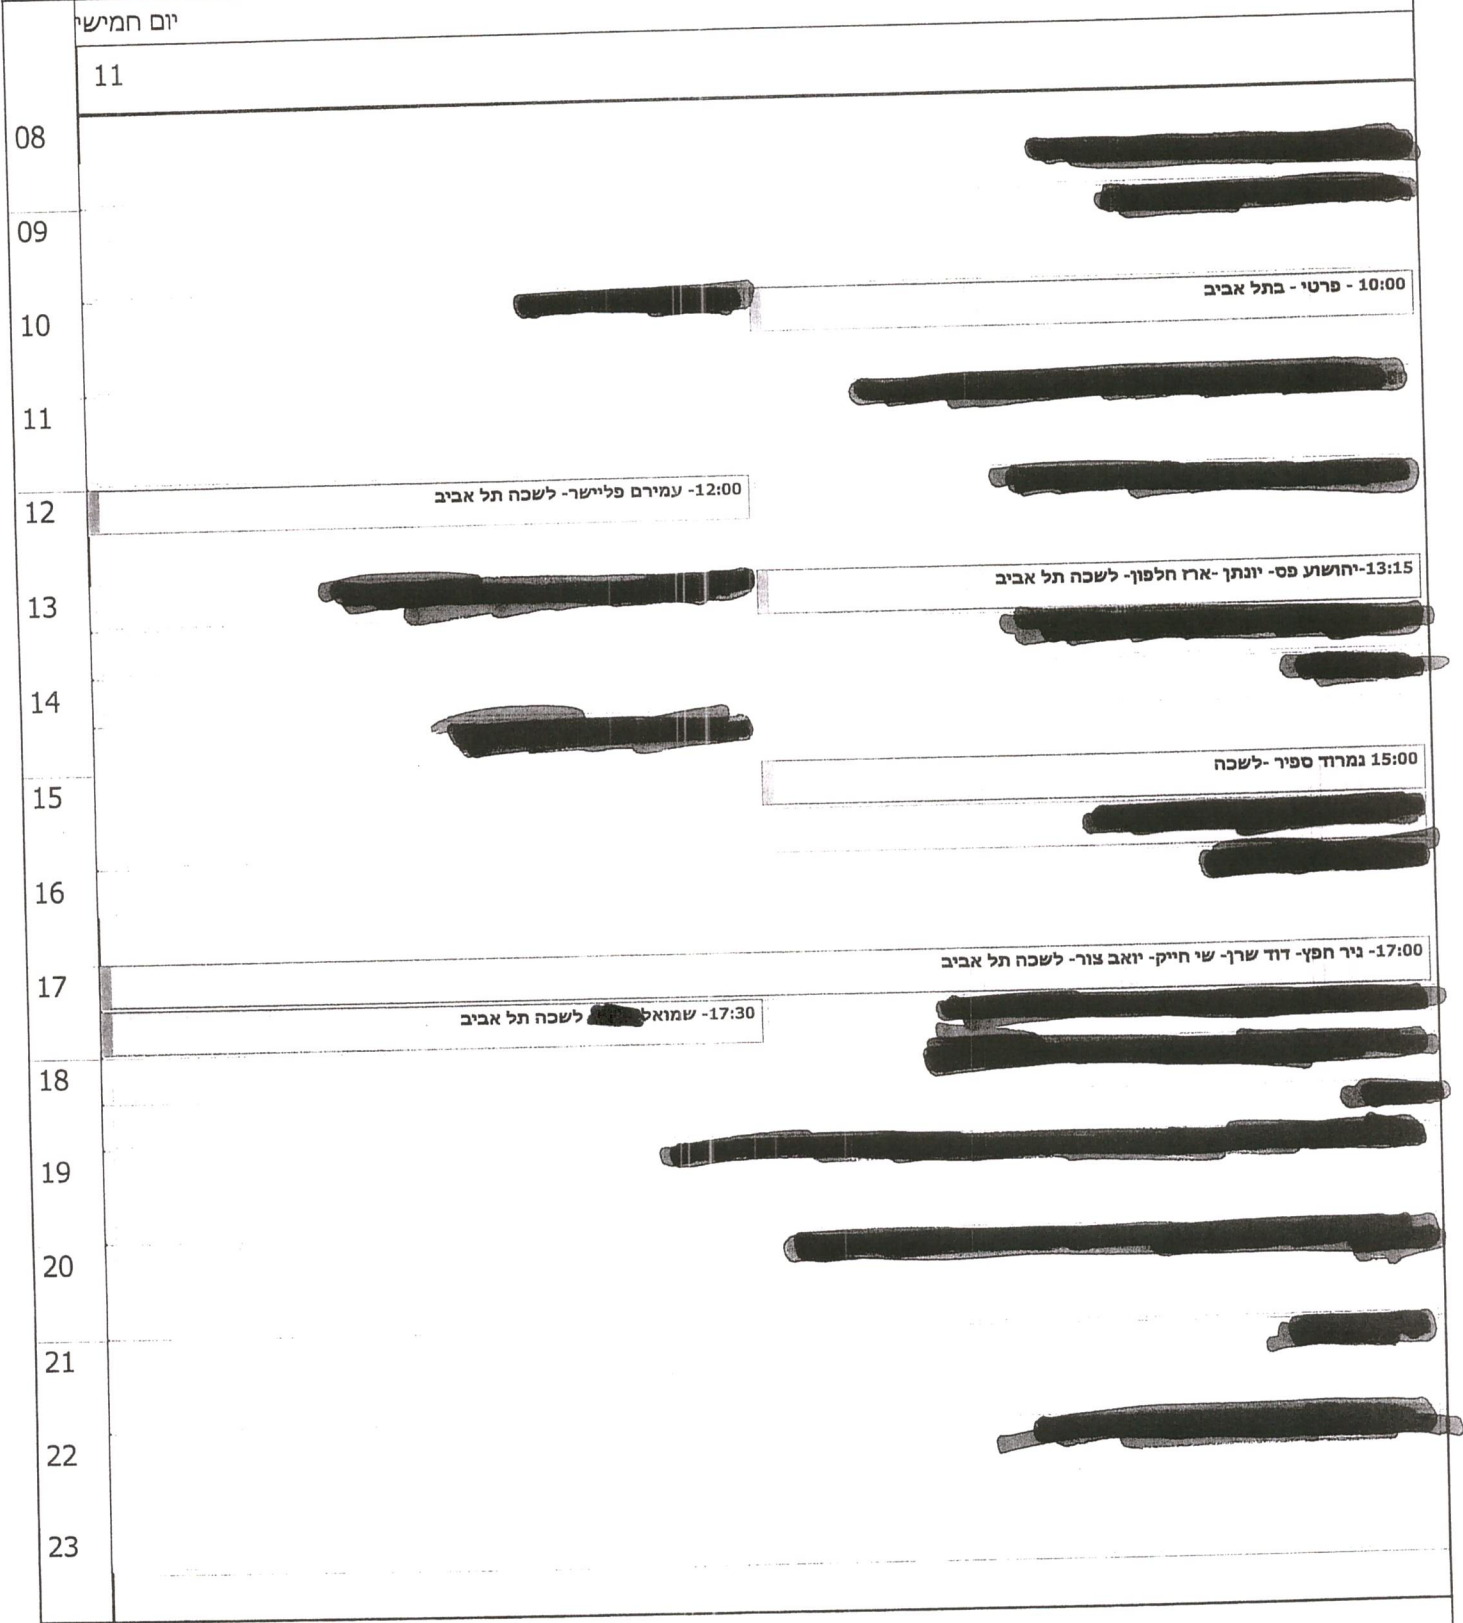 יום חמישי
11
08
09
10:00 - פרטי - בתל אביב
10
11
12:00- עמירם פליישר- לשכה תל אביב
12
13:15-יהושוע פס- יונתן -ארז חלפון- לשכה תל אביב
13
14
15:00 נמרוד ספיר -לשכה
15
16
17:00- ניר חפץ- דוד שרן- שי חייק- יואב צור- לשכה תל אביב
17
17:30- שמואל לשכה תל אביב
18
19
20
21
22
23